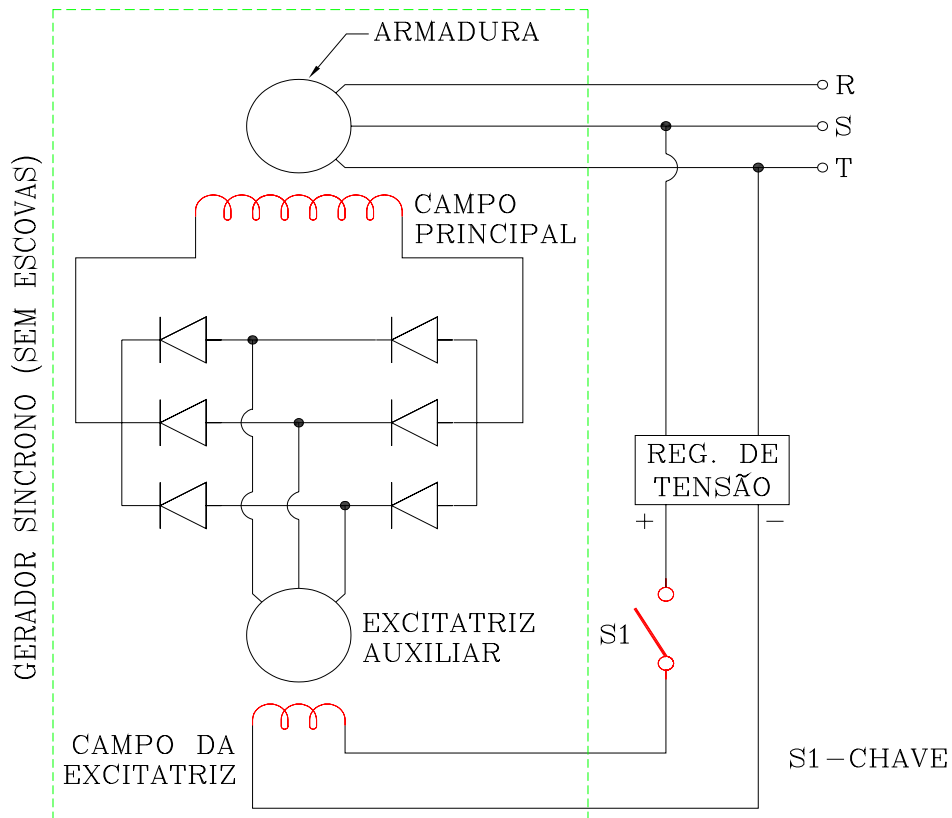 ARMADURA
R
S
T
CAMPO
PRINCIPAL
GERADOR SINCRONO (SEM ESCOVAS)
REG. DE
TENSÃO
+
-
EXCITATRIZ
AUXILIAR
S1
CAMPO DA
EXCITATRIZ
S1-CHAVE